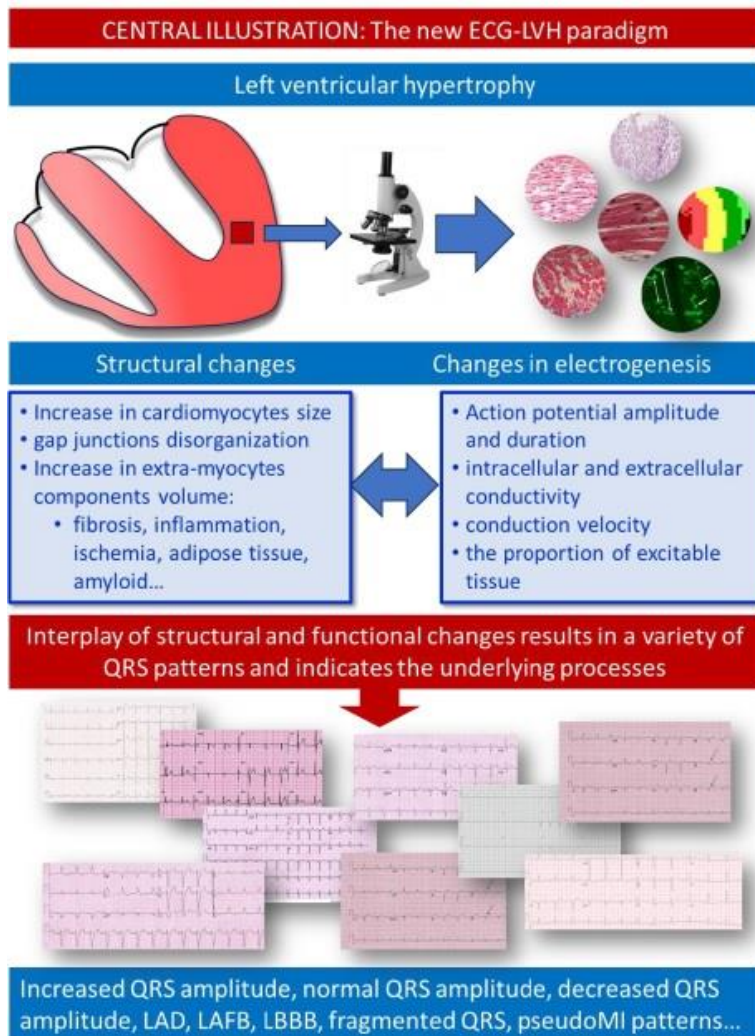 CENTRAL ILLUSTRATION: The new ECG-LVH paradigm
Left ventricular hypertrophy
Structural changes
• Increase in cardiomyocytes size
• gap junctions disorganization
• Increase in extra-myocytes
components volume:
• fibrosis, inflammation,
ischemia, adipose tissue,
amyloid...
Changes in electrogenesis
• Action potential amplitude
and duration
• intracellular and extracellular
conductivity
• conduction velocity
• the proportion of excitable
tissue
Interplay of structural and functional changes results in a variety of
QRS patterns and indicates the underlying processes
Increased QRS amplitude, normal QRS amplitude, decreased QRS
amplitude, LAD, LAFB, LBBB, fragmented QRS, pseudoMI patterns...